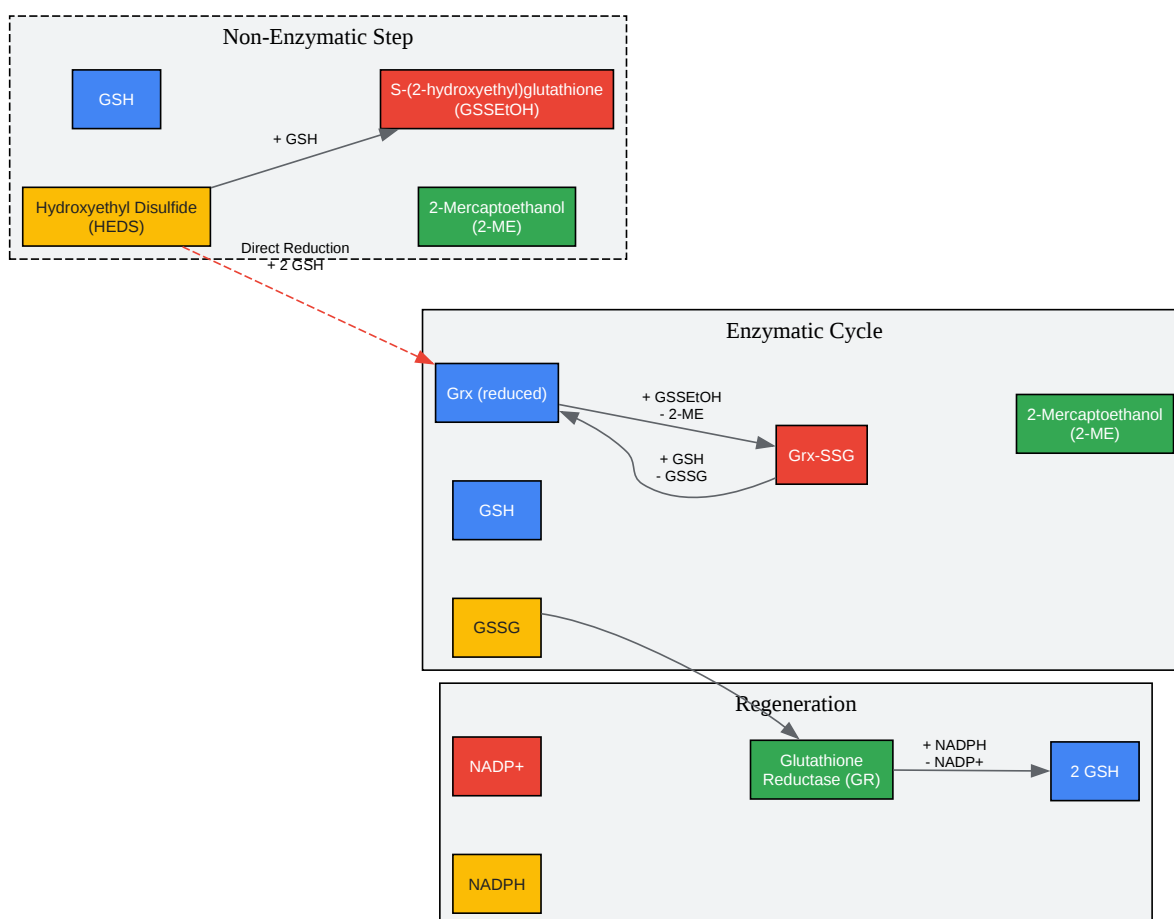 Non-Enzymatic Step
GSH
S-(2-hydroxyethyl)glutathione
(GSSEtOH)
+ GSH
Hydroxyethyl Disulfide
(HEDS)
2-Mercaptoethanol
(2-ME)
Direct Reduction
+ 2 GSH
Enzymatic Cycle
Grx (reduced)
+ GSSEtOH
- 2-ME
2-Mercaptoethanol
(2-ME)
Grx-SSG
+ GSH
- GSSG
GSH
GSSG
Regeneration
NADP+
Glutathione
Reductase (GR)
+ NADPH
- NADP+
2 GSH
NADPH